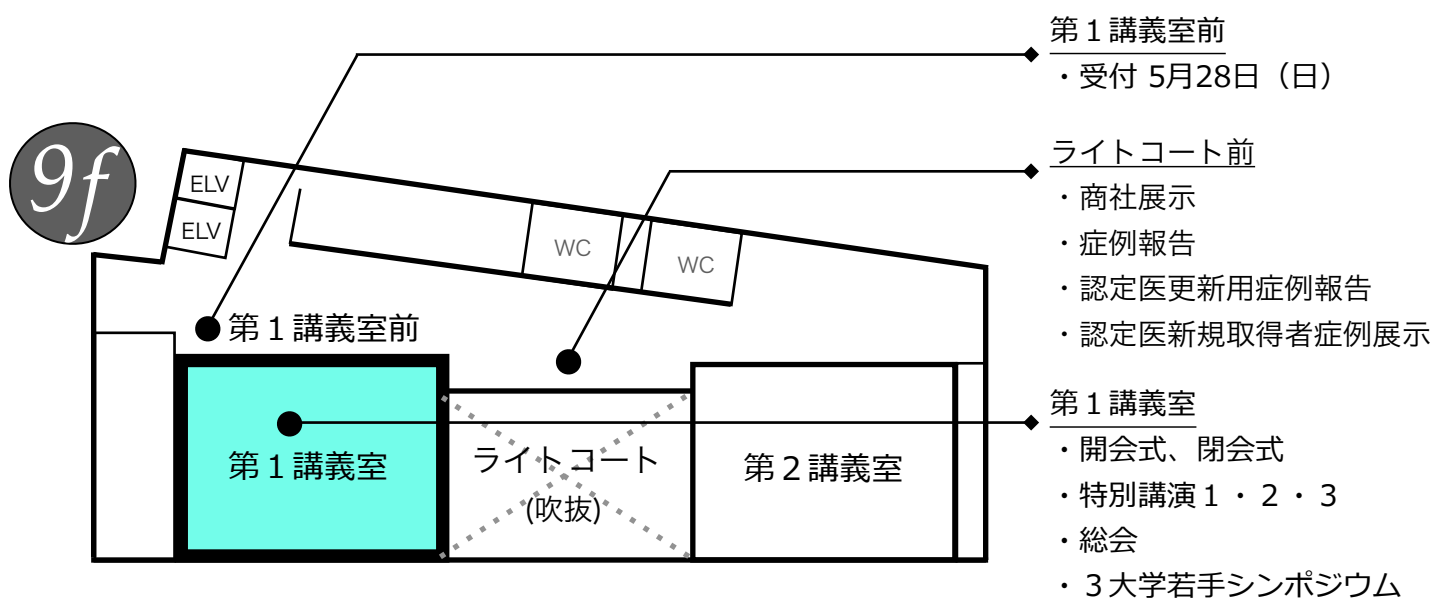 9f
ELV
ELV
WC
WC
第１講義室前
第１講義室
ライトコート
(吹抜)
第２講義室
第１講義室前
・受付 5月28日（日）
ライトコート前
・商社展示
・症例報告
・認定医更新用症例報告
・認定医新規取得者症例展示
第１講義室
・開会式、閉会式
・特別講演１・２・３
・総会
・３大学若手シンポジウム